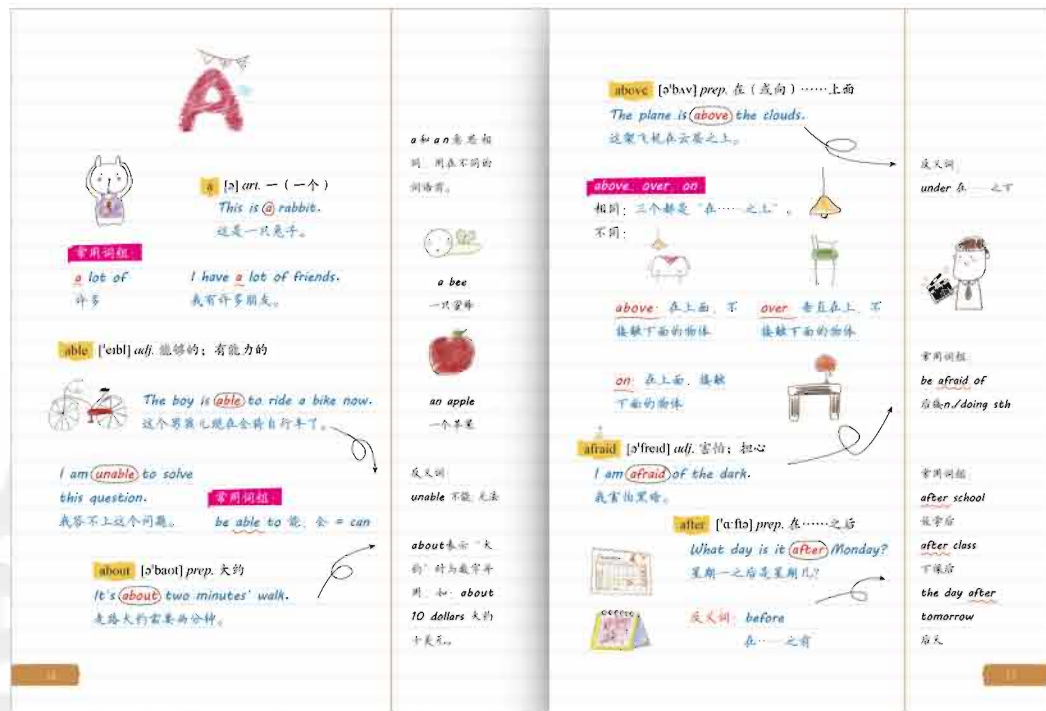 A
a [ə] art. 一（一个）
This is a rabbit.
这是一只兔子。
常用词组:
a lot of
许多
I have a lot of friends.
我有许多朋友。
able ['eɪbl] adj. 能够的；有能力的
The boy is able to ride a bike now.
这个男孩儿现在会骑自行车了。
I am unable to solve
this question.
我答不上这个问题。
常用词组:
be able to 能，会 = can
about [ə'baʊt] prep. 大约
It's about two minutes' walk.
走路大约需要两分钟。
a和an意思相
同，用在不同的
词语前。
a bee
一只蜜蜂
an apple
一个苹果
反义词:
unable 不能,无法
about表示“大
约”时与数字并
用，如：about
10 dollars 大约
十美元。
above [ə'bʌv] prep. 在（或向）……上面
The plane is above the clouds.
这架飞机在云层之上。
above, over, on
相同：三个都是“在……之上”。
不同：
above: 在上面，不
接触下面的物体
over 垂直在上，不
接触下面的物体
on: 在上面，接触
下面的物体
afraid [ə'freɪd] adj. 害怕；担心
I am afraid of the dark.
我害怕黑暗。
after ['ɑːftə] prep. 在……之后
What day is it after Monday?
星期一之后是星期几?
反义词: before
在……之前
反义词:
under 在……之下
常用词组:
be afraid of
后接n./doing sth
常用词组:
after school
放学后
after class
下课后
the day after
tomorrow
后天